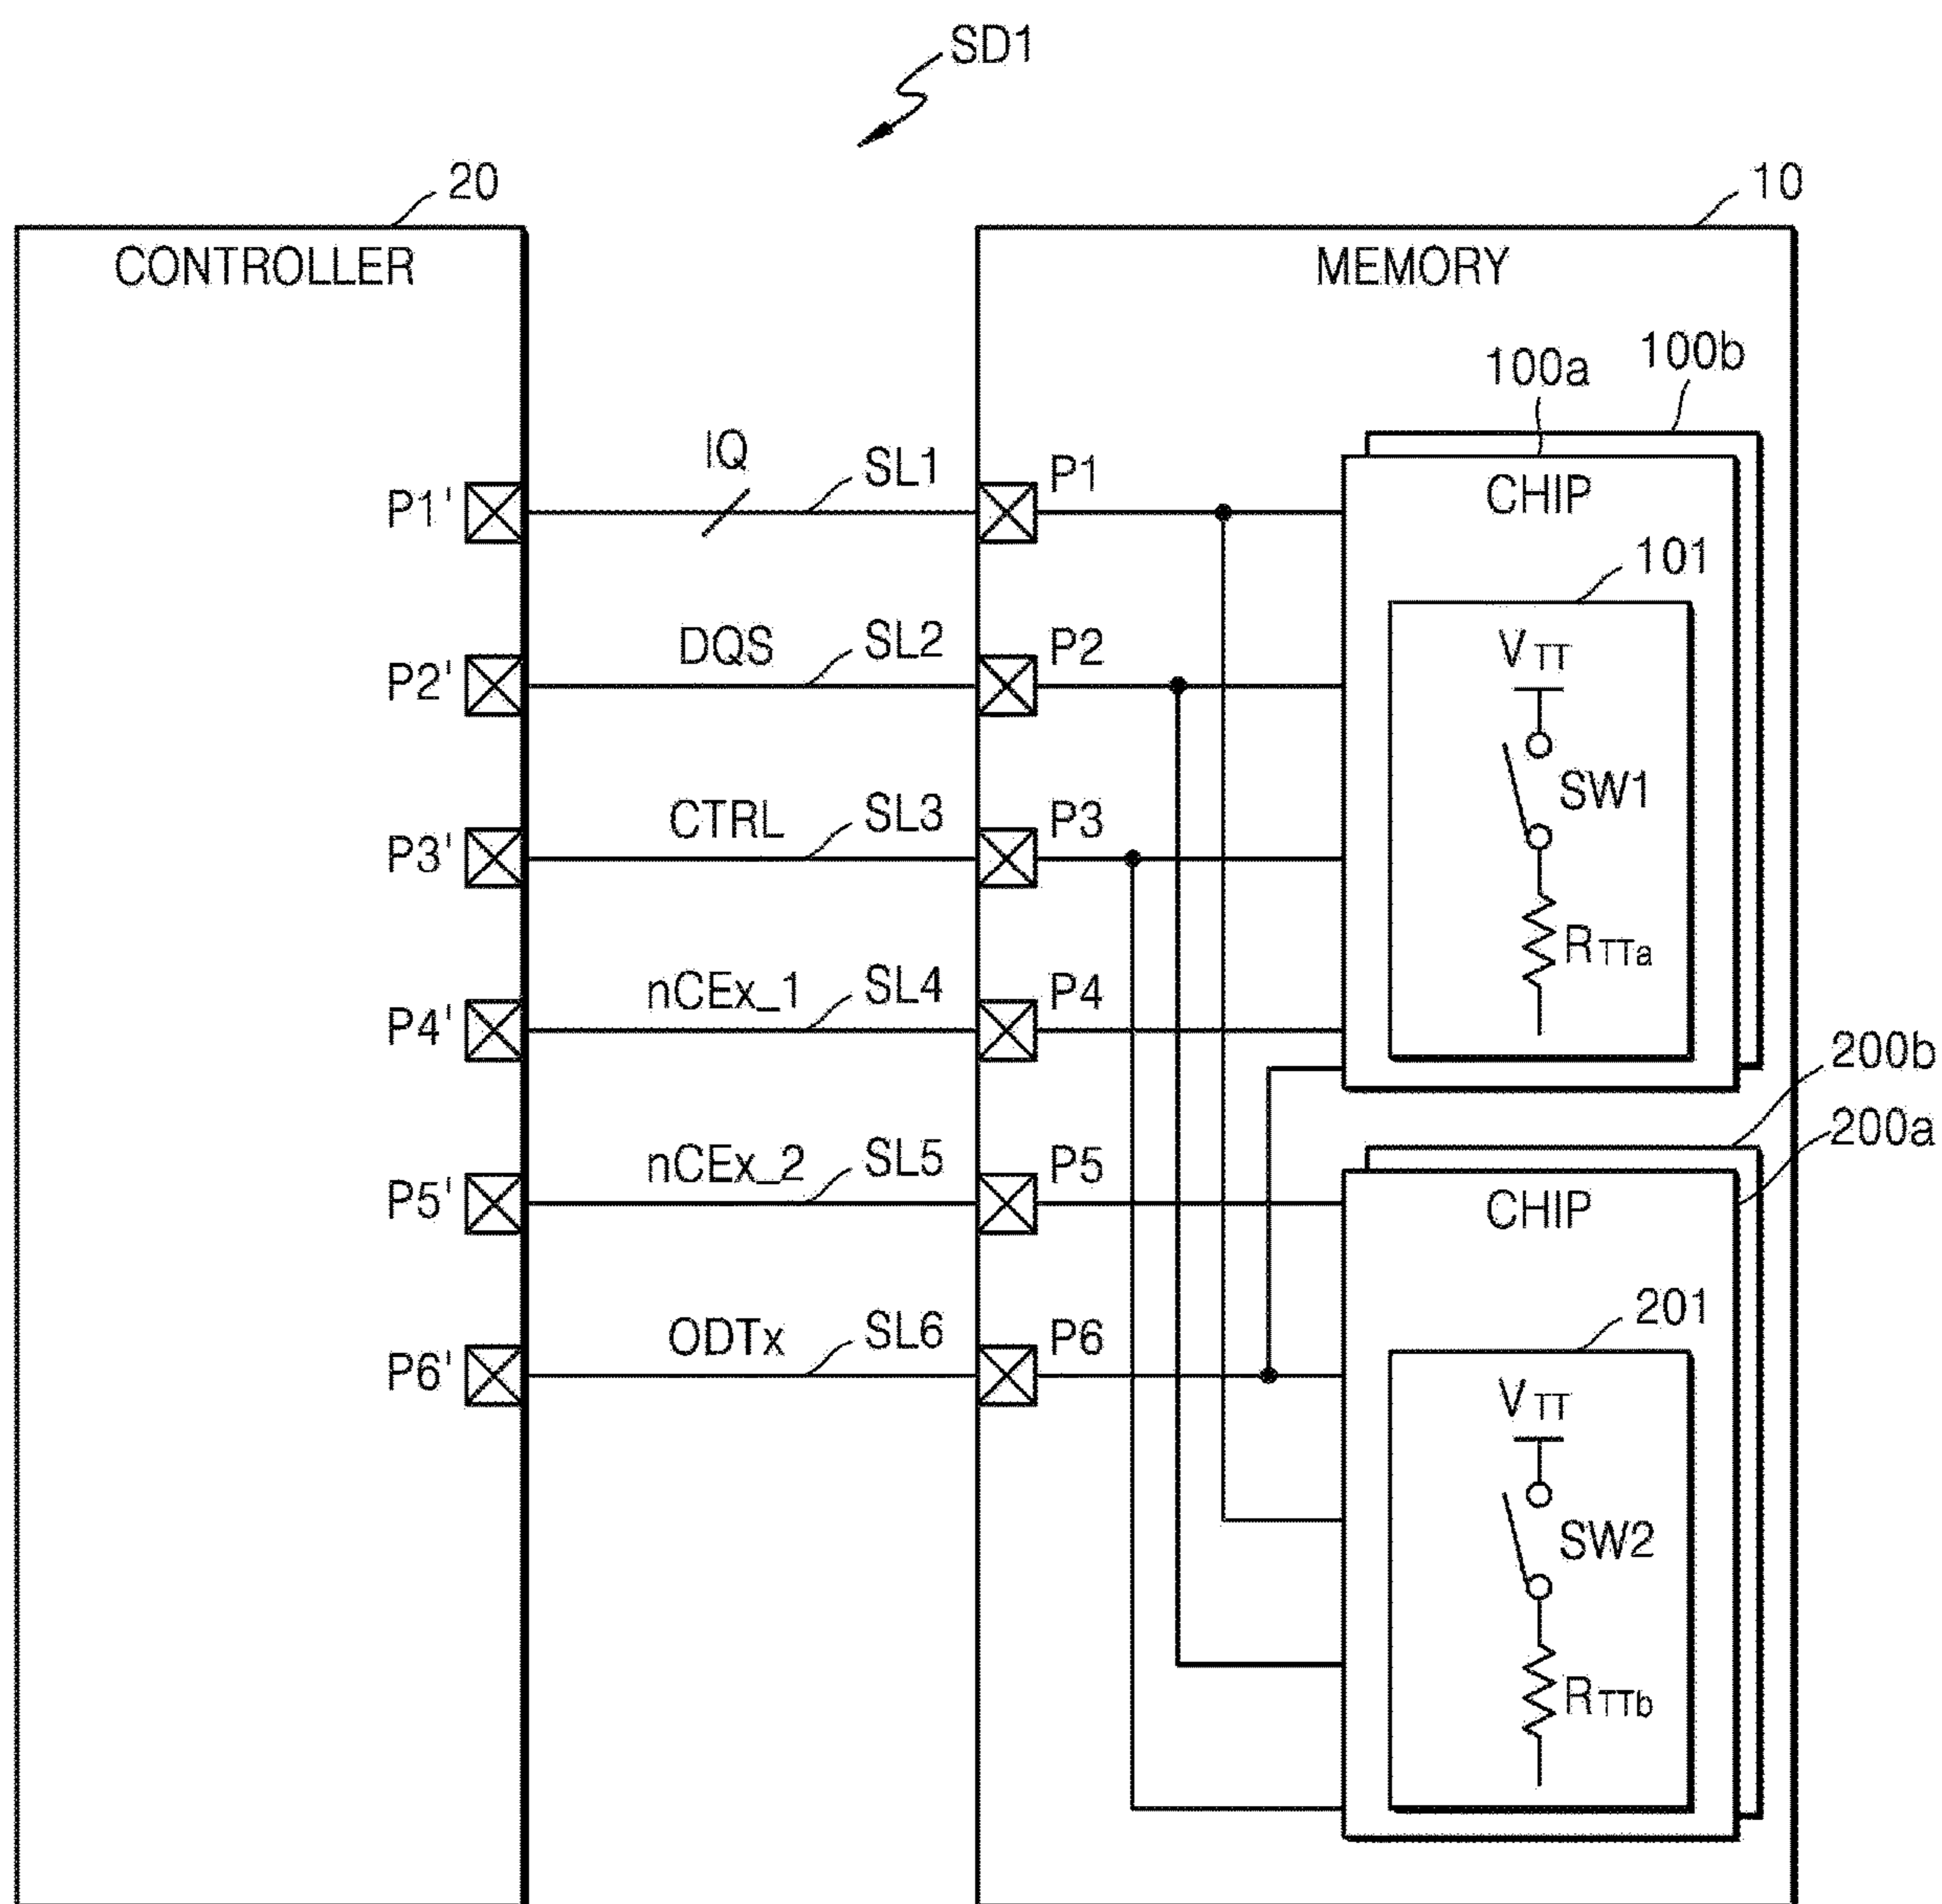 SD1
20
10
CONTROLLER
MEMORY
100b
100a
IQ
SL1
P1'
P1
CHIP
101
DQS
SL2
P2'
P2
VTT
SW1
CTRL
SL3
P3'
P3
RTTa
nCEx_1
SL4
P4'
P4
200b
200a
nCEx_2
SL5
P5'
P5
CHIP
201
ODTx
SL6
P6'
P6
VTT
SW2
RTTb